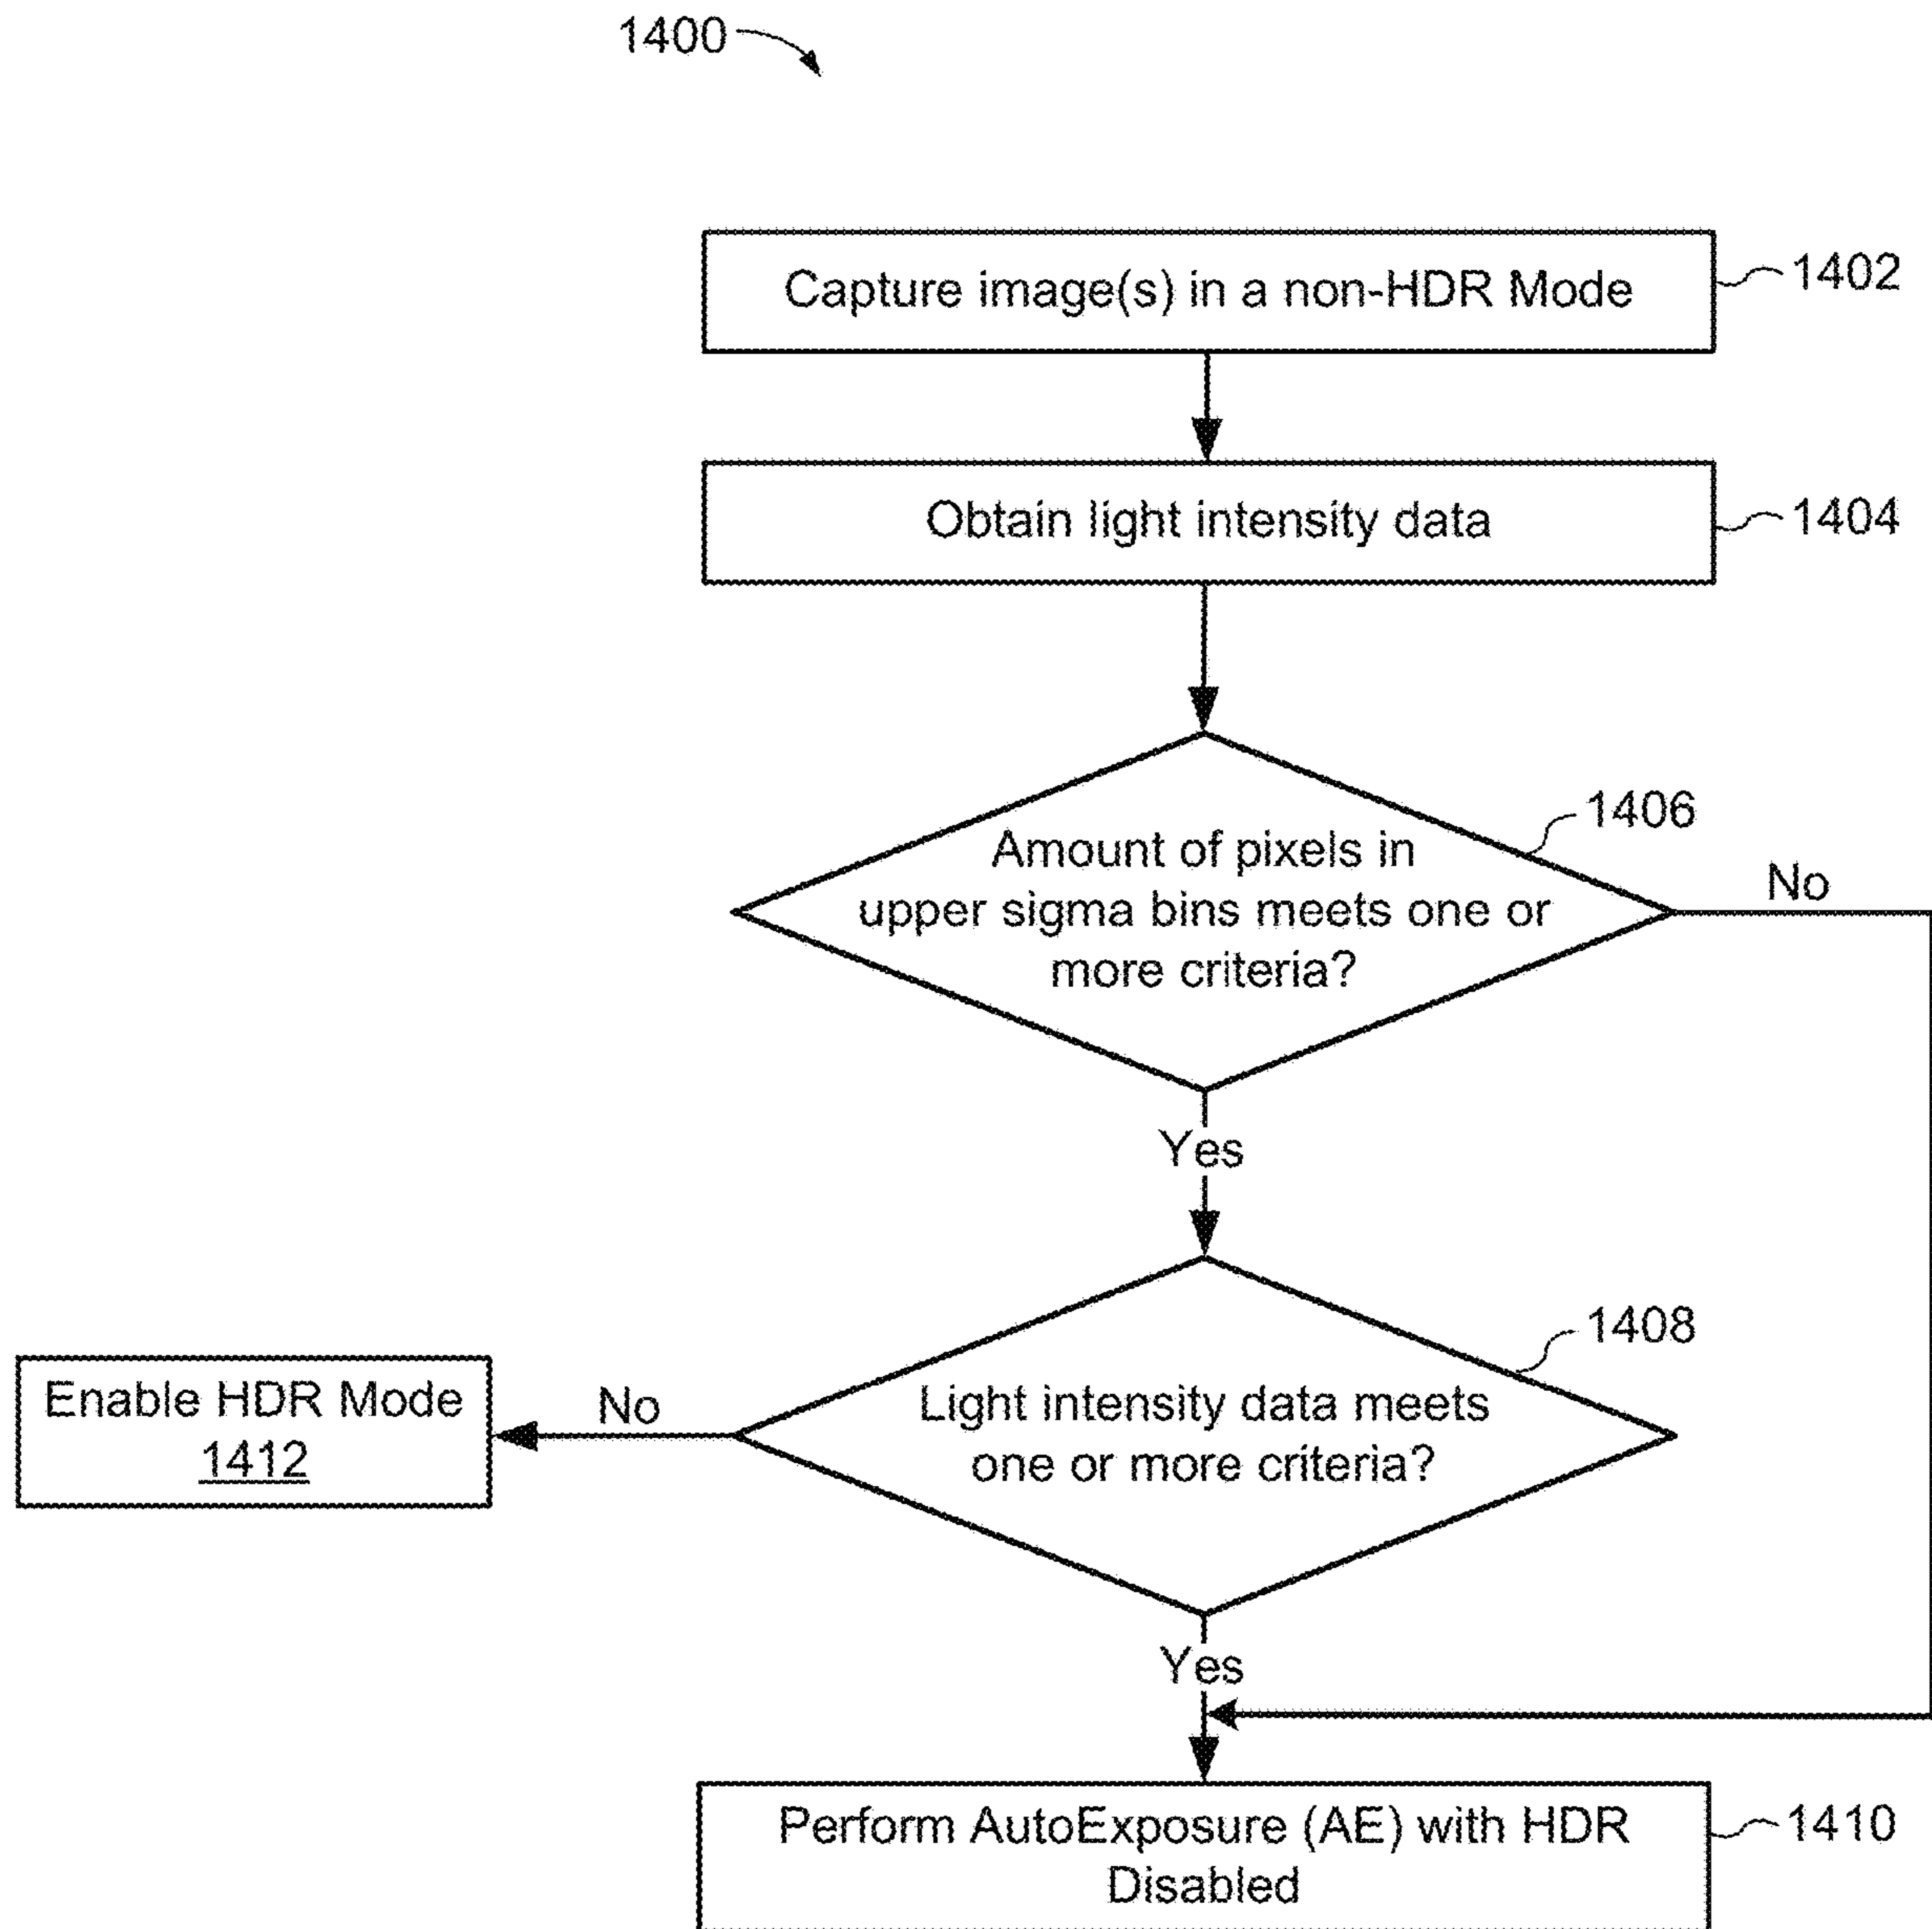 1400
Capture image(s) in a non-HDR Mode
1402
Obtain light intensity data
1404
1406
Amount of pixels in
upper sigma bins meets one or
more criteria?
No
Yes
1408
Light intensity data meets
one or more criteria?
No
Enable HDR Mode
1412
Yes
Perform AutoExposure (AE) with HDR
Disabled
1410